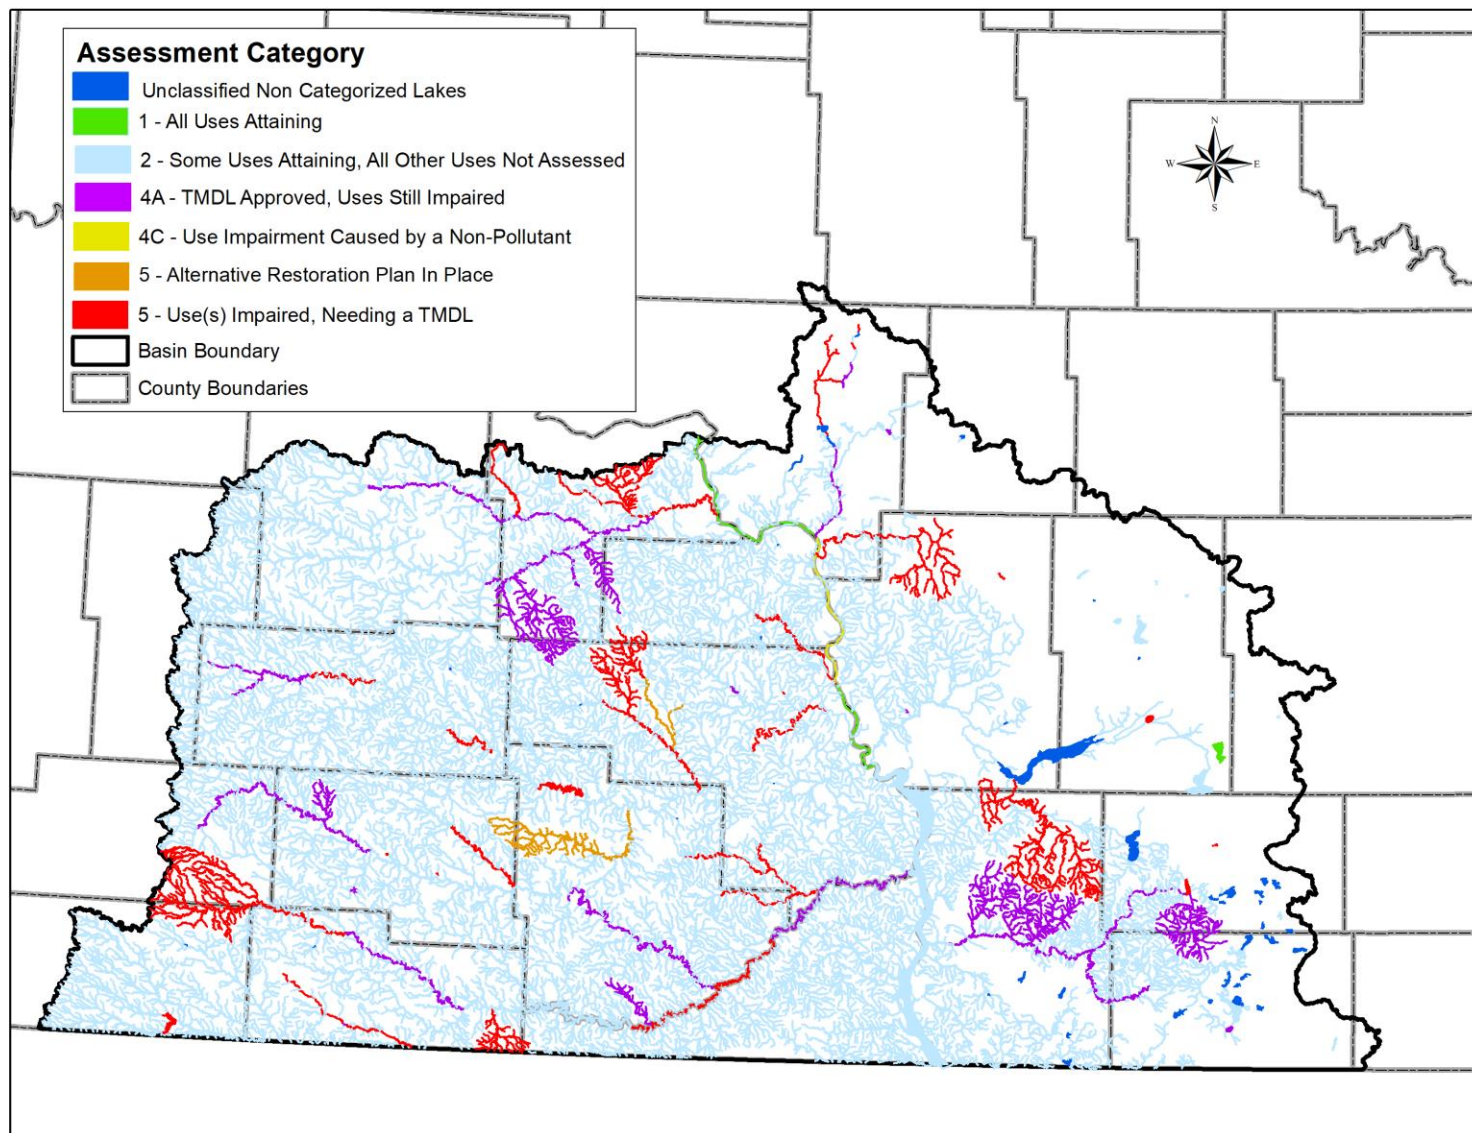 Assessment Category
Unclassified Non Categorized Lakes
1 - All Uses Attaining
2 - Some Uses Attaining, All Other Uses Not Assessed
4A - TMDL Approved, Uses Still Impaired
4C - Use Impairment Caused by a Non-Pollutant
5 - Alternative Restoration Plan In Place
5 - Use(s) Impaired, Needing a TMDL
Basin Boundary
County Boundaries
N
W E
S